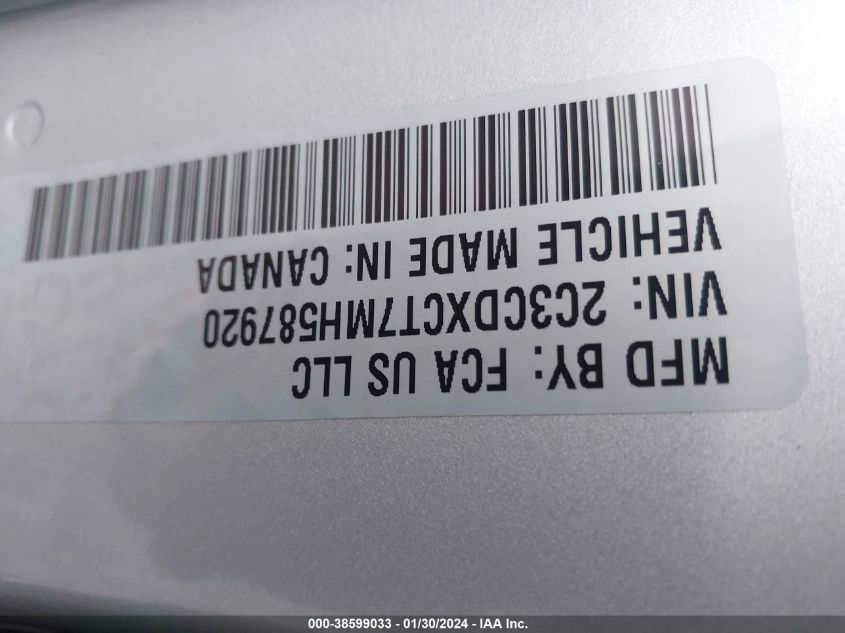 MFD BY: FCA US LLC
VIN: 2C3CDXCT7MH587920
VEHICLE MADE IN: CANADA
000-38599033 - 01/30/2024 - IAA Inc.